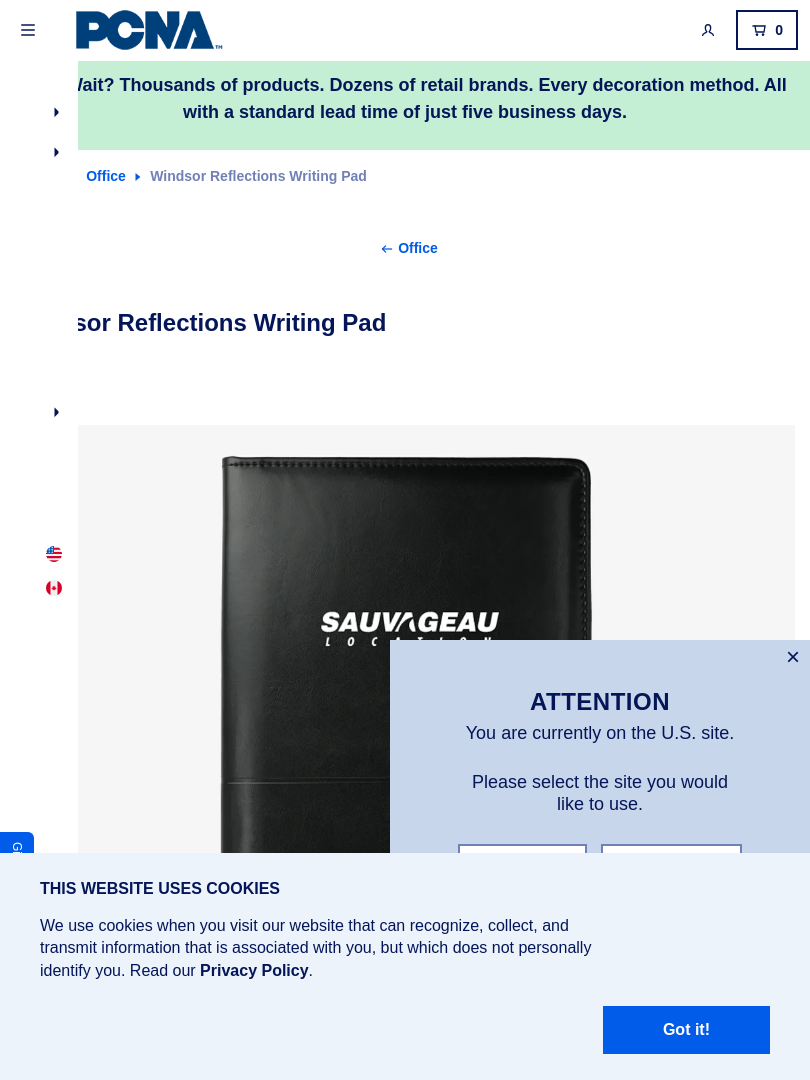 PCNA™
0
Wait? Thousands of products. Dozens of retail brands. Every decoration method. All
with a standard lead time of just five business days.
Office
Windsor Reflections Writing Pad
← Office
sor Reflections Writing Pad
SAUVAGEAU
ATTENTION
You are currently on the U.S. site.
Please select the site you would
like to use.
THIS WEBSITE USES COOKIES
We use cookies when you visit our website that can recognize, collect, and
transmit information that is associated with you, but which does not personally
identify you. Read our Privacy Policy.
Got it!